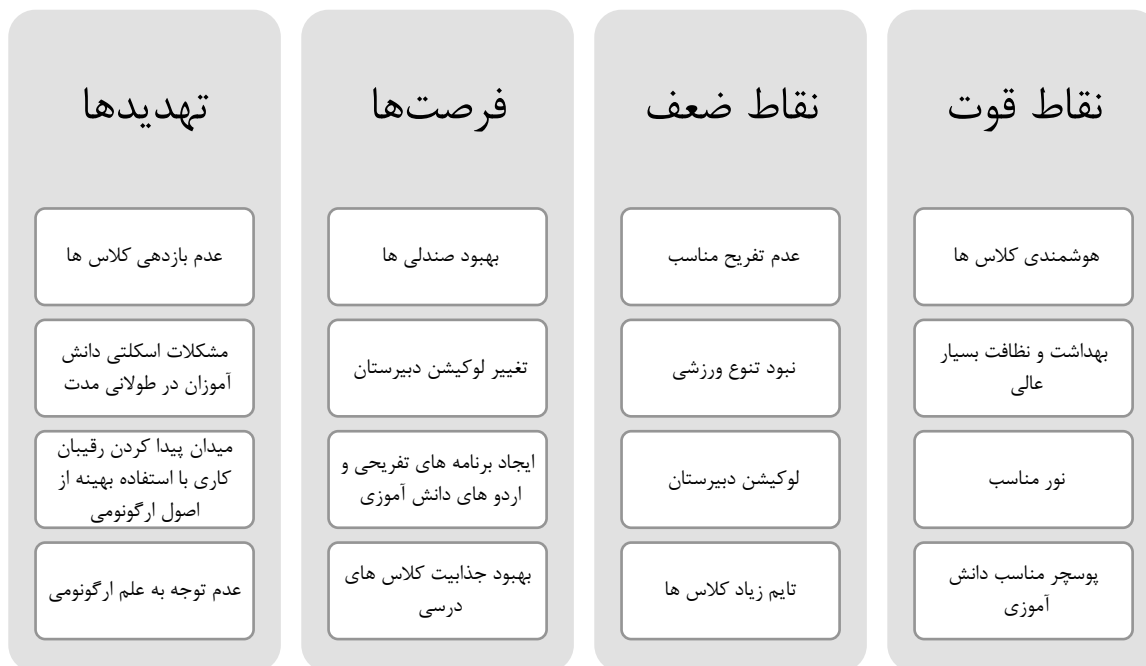 نقاط قوت
هوشمندی کلاس ها
بهداشت و نظافت بسیار
عالی
نور مناسب
پوسچر مناسب دانش
آموزی
نقاط ضعف
عدم تفریح مناسب
نبود تنوع ورزشی
لوکیشن دبیرستان
تایم زیاد کلاس ها
فرصت‌ها
بهبود صندلی ها
تغییر لوکیشن دبیرستان
ایجاد برنامه های تفریحی و
اردو های دانش آموزی
بهبود جذابیت کلاس های
درسی
تهدیدها
عدم بازدهی کلاس ها
مشکلات اسکلتی دانش
آموزان در طولانی مدت
میدان پیدا کردن رقیبان
کاری با استفاده بهینه از
اصول ارگونومی
عدم توجه به علم ارگونومی